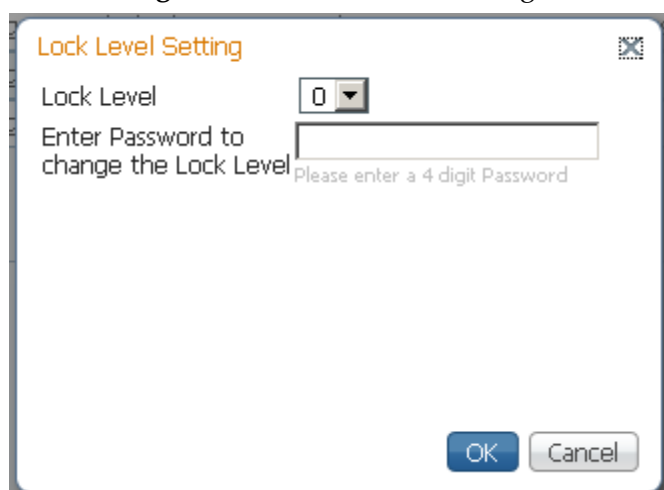 Lock Level Setting
Lock Level 0
Enter Password to
change the Lock Level
Please enter a 4 digit Password
OK Cancel